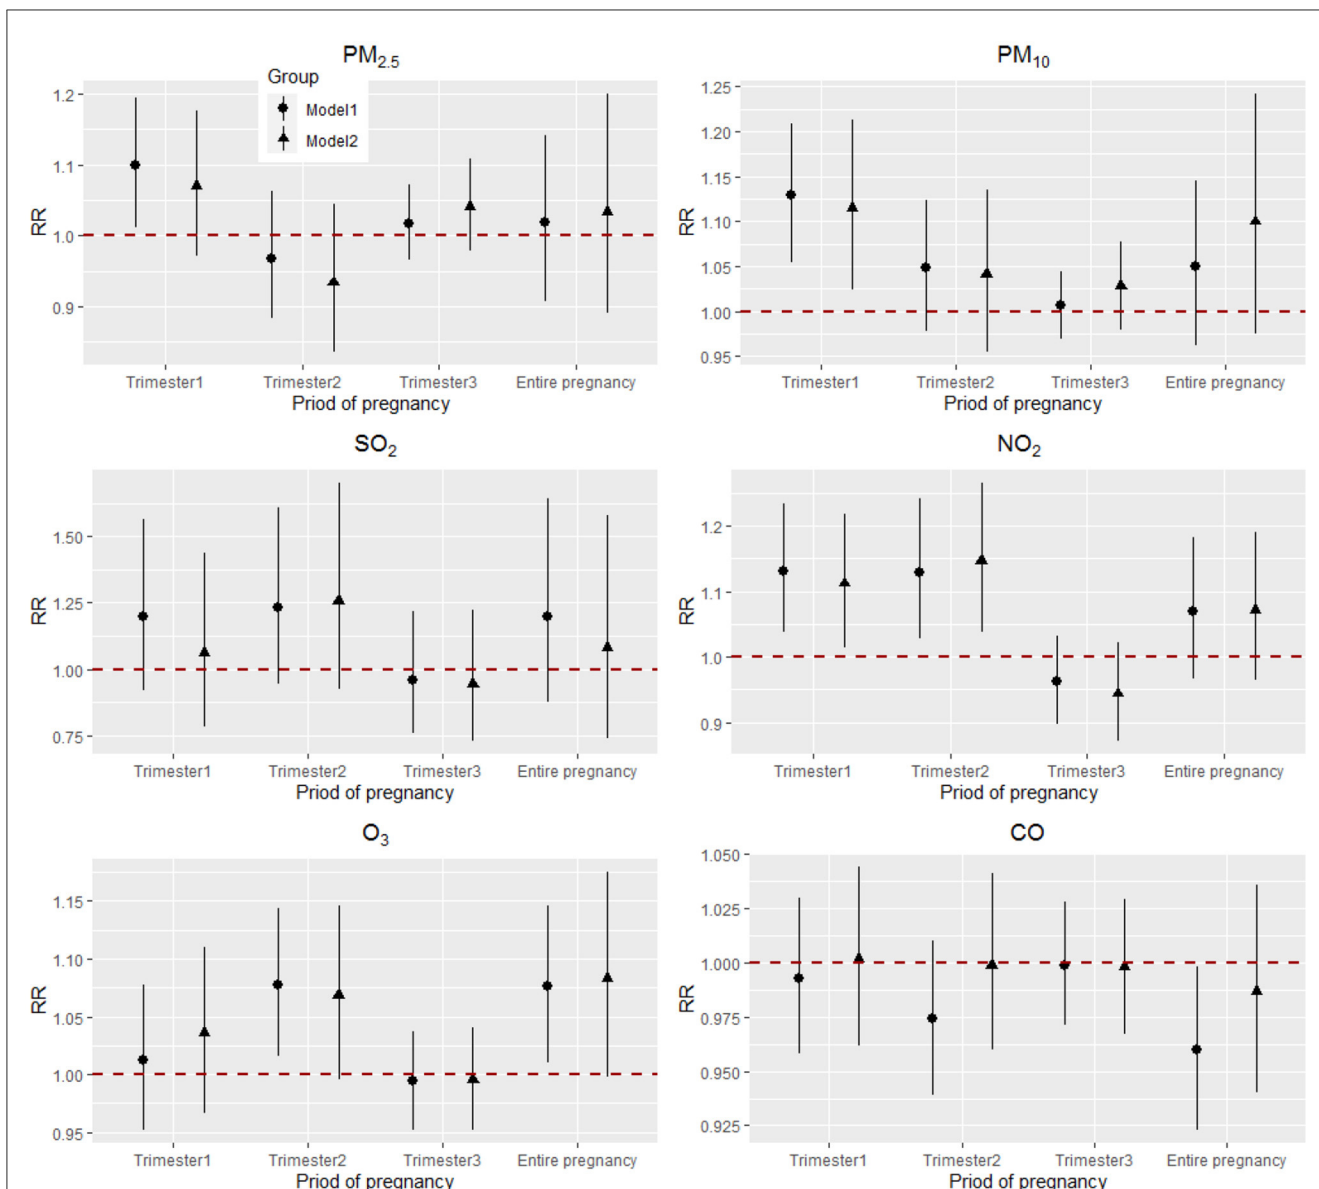 PM2.5
Group
Model1
Model2
1.2
1.1
1.0
0.9
RR
Trimester1 Trimester2 Trimester3 Entire pregnancy
Priod of pregnancy
PM10
1.25
1.20
1.15
1.10
1.05
1.00
0.95
RR
Trimester1 Trimester2 Trimester3 Entire pregnancy
Priod of pregnancy
SO2
1.50
1.25
1.00
0.75
RR
Trimester1 Trimester2 Trimester3 Entire pregnancy
Priod of pregnancy
NO2
1.2
1.1
1.0
0.9
RR
Trimester1 Trimester2 Trimester3 Entire pregnancy
Priod of pregnancy
O3
1.15
1.10
1.05
1.00
0.95
RR
Trimester1 Trimester2 Trimester3 Entire pregnancy
Priod of pregnancy
CO
1.050
1.025
1.000
0.975
0.950
0.925
RR
Trimester1 Trimester2 Trimester3 Entire pregnancy
Priod of pregnancy